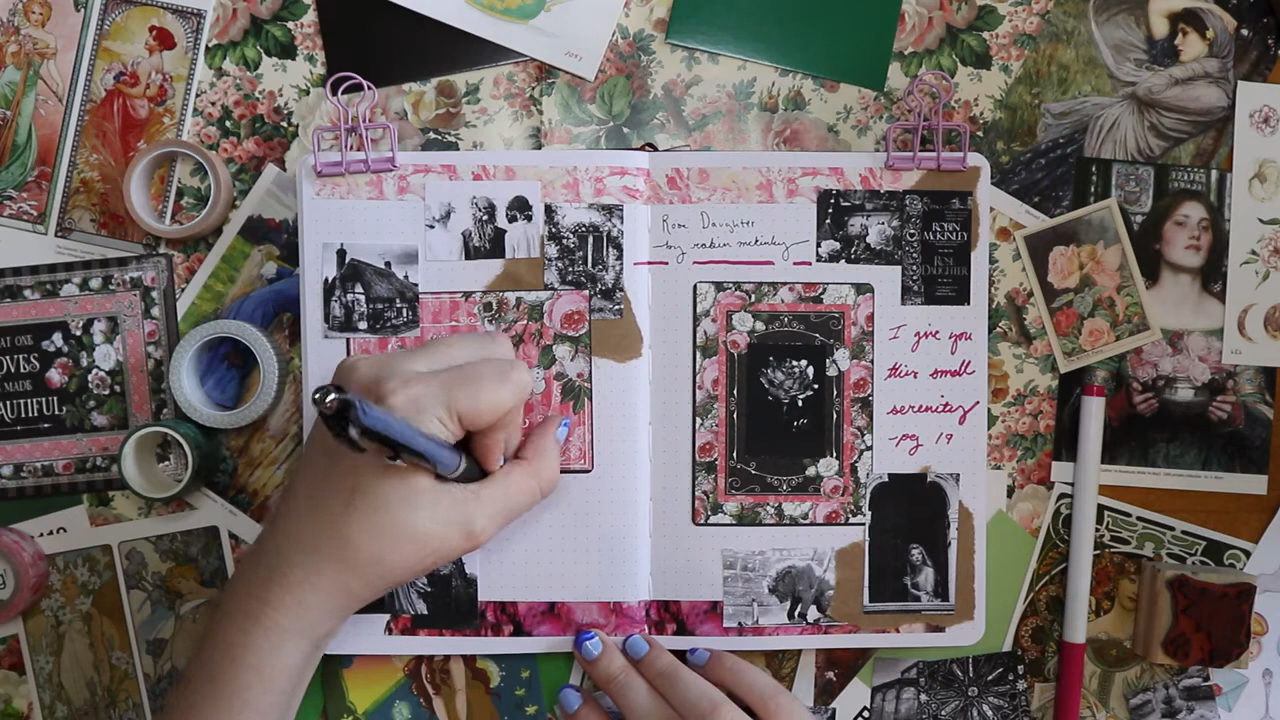 Rose Daughter
by robin mckinley
ROBIN
MCKINLEY
ROSE
DAUGHTER
I give you
this small
serenity
-pg 19
AT ONE
LOVES
S MADE
AUTIFUL